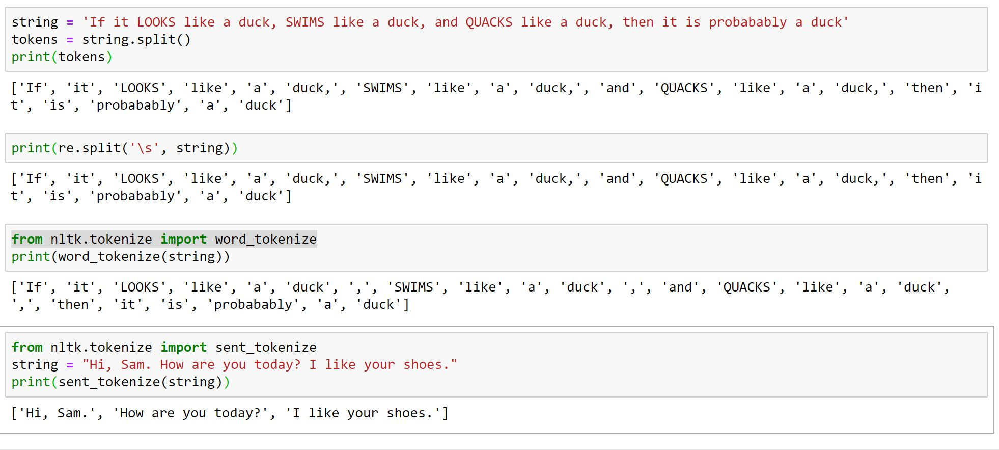 string = 'If it LOOKS like a duck, SWIMS like a duck, and QUACKS like a duck, then it is probabably a duck'
tokens = string.split()
print(tokens)
['If', 'it', 'LOOKS', 'like', 'a', 'duck,', 'SWIMS', 'like', 'a', 'duck,', 'and', 'QUACKS', 'like', 'a', 'duck,', 'then', 'i
t', 'is', 'probabably', 'a', 'duck']
print(re.split('\s', string))
['If', 'it', 'LOOKS', 'like', 'a', 'duck,', 'SWIMS', 'like', 'a', 'duck,', 'and', 'QUACKS', 'like', 'a', 'duck,', 'then', 'i
t', 'is', 'probabably', 'a', 'duck']
from nltk.tokenize import word_tokenize
print(word_tokenize(string))
['If', 'it', 'LOOKS', 'like', 'a', 'duck', ',', 'SWIMS', 'like', 'a', 'duck', ',', 'and', 'QUACKS', 'like', 'a', 'duck',
',', 'then', 'it', 'is', 'probabably', 'a', 'duck']
from nltk.tokenize import sent_tokenize
string = "Hi, Sam. How are you today? I like your shoes."
print(sent_tokenize(string))
['Hi, Sam.', 'How are you today?', 'I like your shoes.']